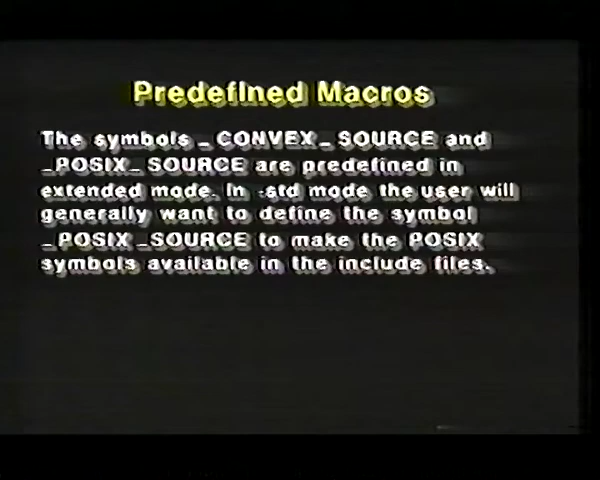 Predefined Macros
The symbols _CONVEX_SOURCE and
_POSIX_SOURCE are predefined in
extended mode. In -std mode the user will
generally want to define the symbol
_POSIX_SOURCE to make the POSIX
symbols available in the include files.